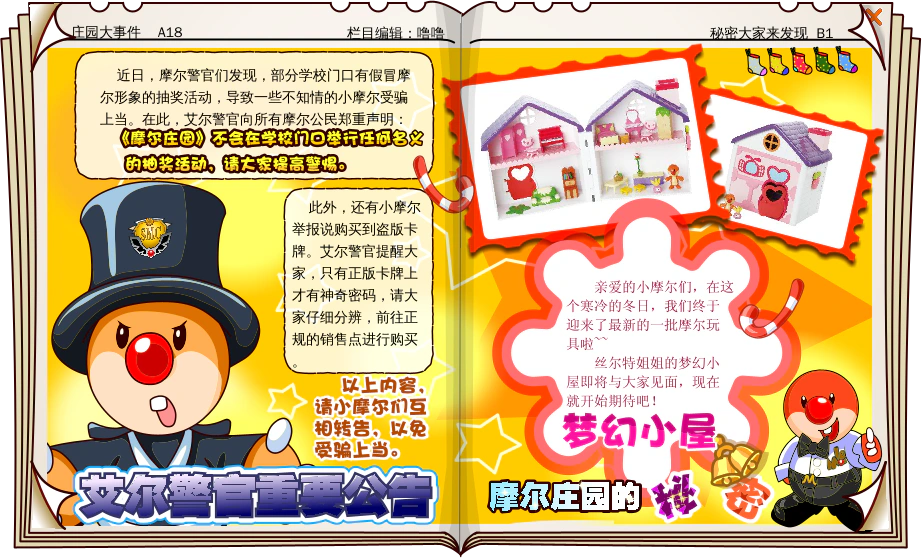 庄园大事件 A18
栏目编辑：噜噜
近日，摩尔警官们发现，部分学校门口有假冒摩
尔形象的抽奖活动，导致一些不知情的小摩尔受骗
上当。在此，艾尔警官向所有摩尔公民郑重声明：
《摩尔庄园》不会在学校门口举行任何名义
的抽奖活动，请大家提高警惕。
此外，还有小摩尔
举报说购买到盗版卡
牌。艾尔警官提醒大
家，只有正版卡牌上
才有神奇密码，请大
家仔细分辨，前往正
规的销售点进行购买
。
SMC
以上内容，
请小摩尔们互
相转告，以免
受骗上当。
艾尔警官重要公告
秘密大家来发现 B1
亲爱的小摩尔们，在这
个寒冷的冬日，我们终于
迎来了最新的一批摩尔玩
具啦~~
丝尔特姐姐的梦幻小
屋即将与大家见面，现在
就开始期待吧！
梦幻小屋
摩尔庄园的秘密